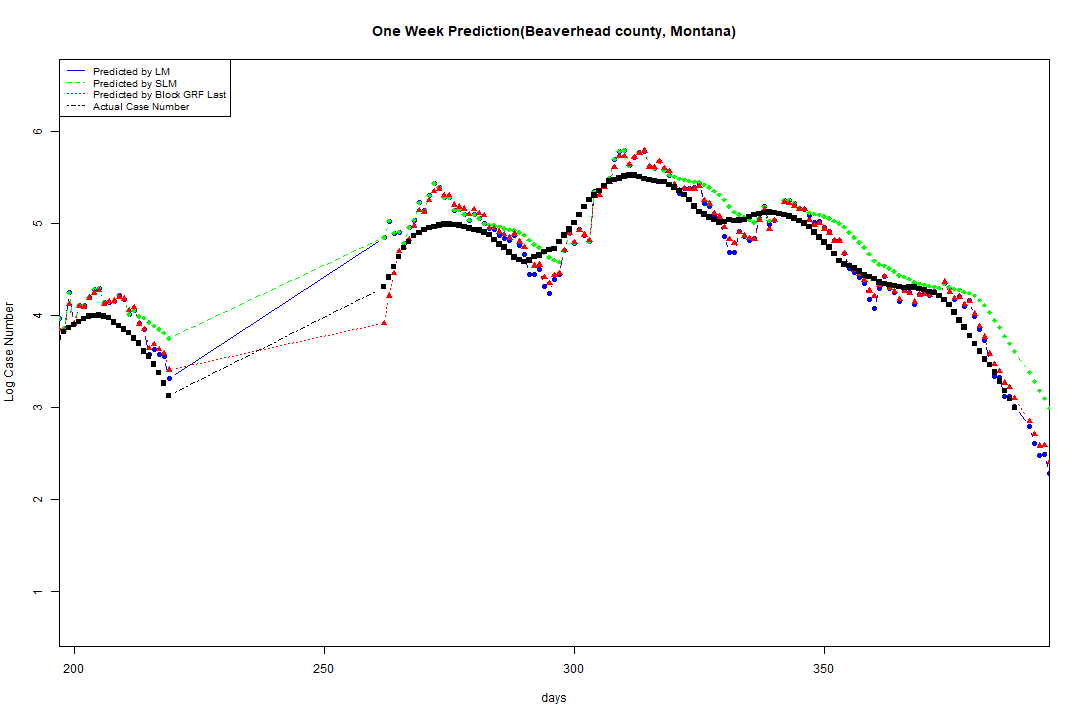 One Week Prediction(Beaverhead county, Montana)
Predicted by LM
Predicted by SLM
Predicted by Block GRF Last
Actual Case Number
Log Case Number
6
5
4
3
2
1
200
250
300
350
days